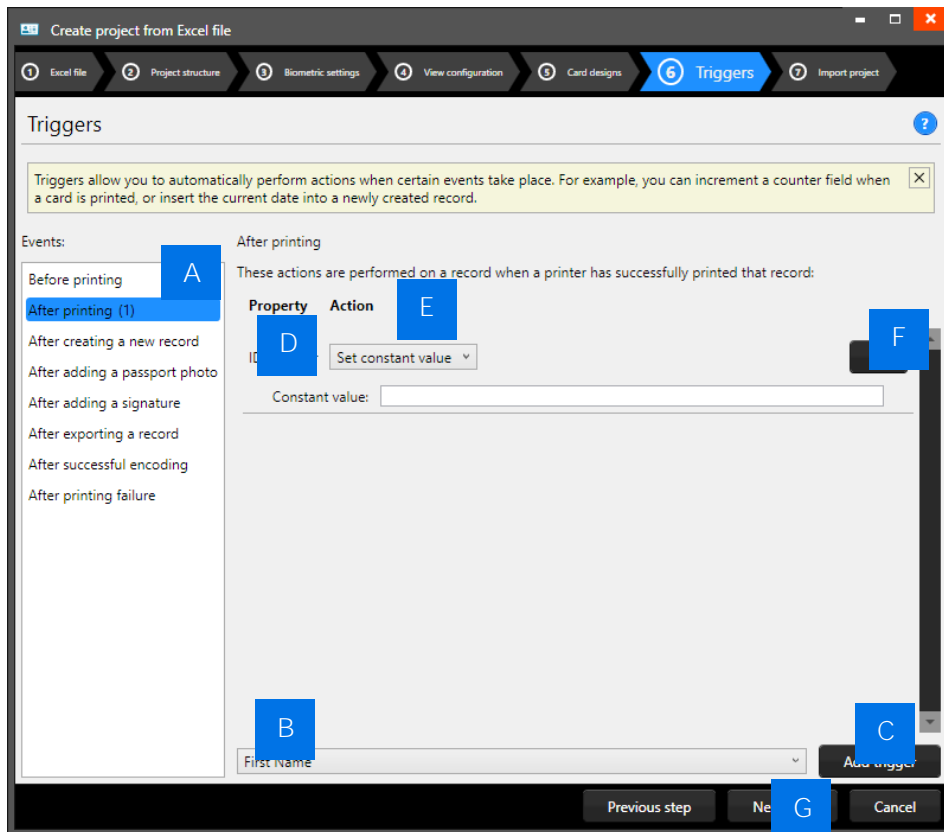 Create project from Excel file
1 Excel file 2 Project structure 3 Biometric settings 4 View configuration 5 Card designs 6 Triggers 7 Import project
Triggers
?
Triggers allow you to automatically perform actions when certain events take place. For example, you can increment a counter field when
a card is printed, or insert the current date into a newly created record.
Events:
After printing
A
Before printing
These actions are performed on a record when a printer has successfully printed that record:
After printing (1)
Property Action
E
After creating a new record
D
F
Set constant value
After adding a passport photo
After adding a signature
Constant value:
After exporting a record
After successful encoding
After printing failure
B
C
First Name
Previous step
G
Cancel